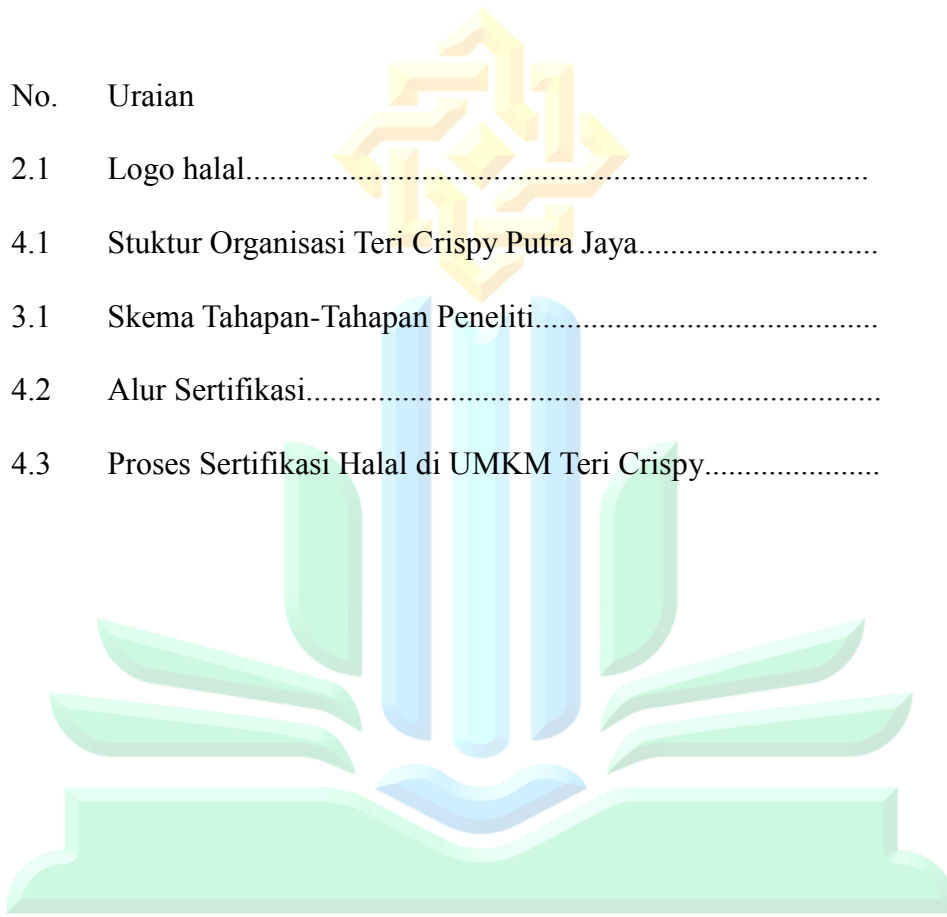 No. Uraian
2.1 Logo halal...............................................................................
4.1 Stuktur Organisasi Teri Crispy Putra Jaya..............................
3.1 Skema Tahapan-Tahapan Peneliti...........................................
4.2 Alur Sertifikasi........................................................................
4.3 Proses Sertifikasi Halal di UMKM Teri Crispy......................